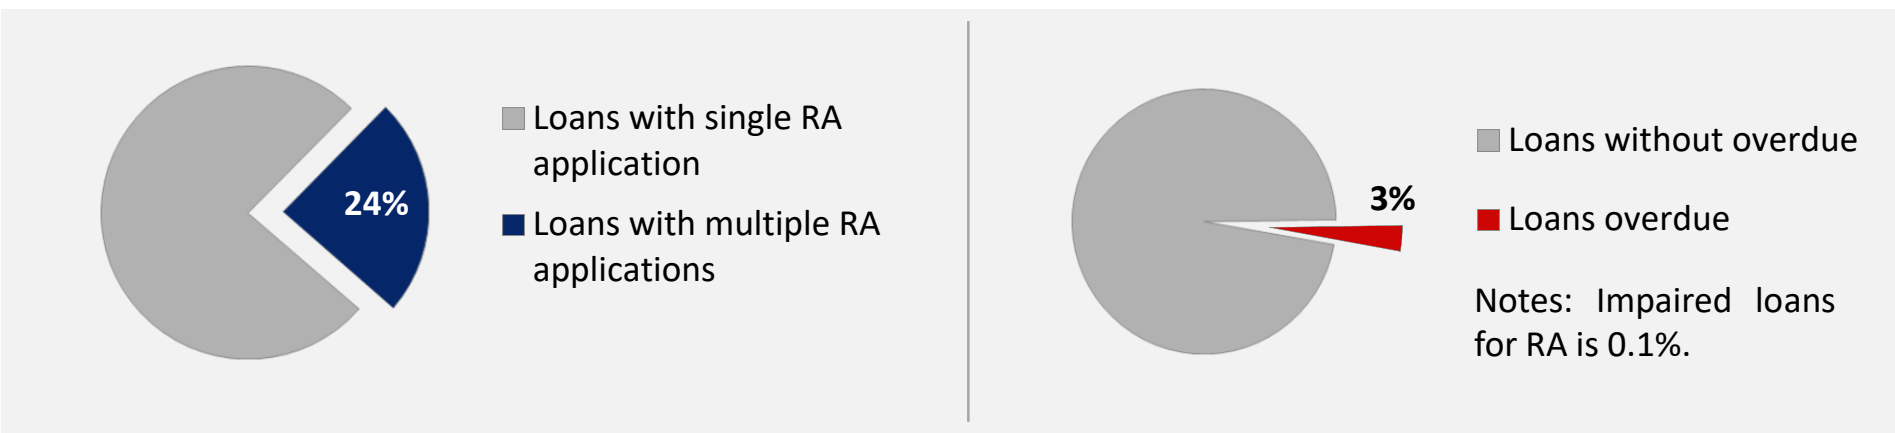 24%
Loans with single RA
application
Loans with multiple RA
applications
3%
Loans without overdue
Loans overdue
Notes: Impaired loans
for RA is 0.1%.